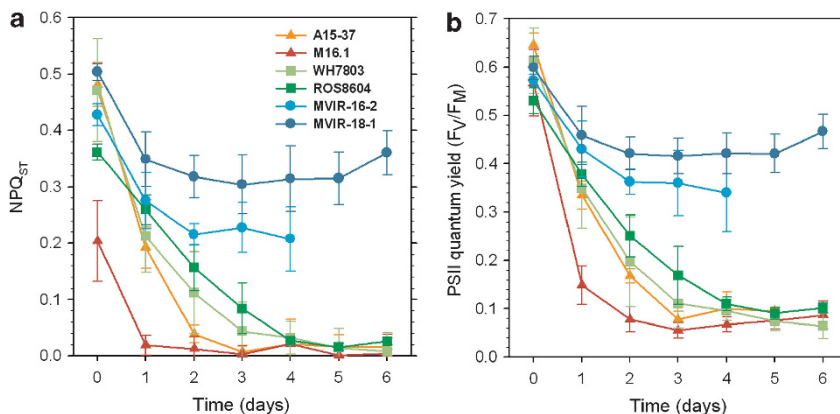 a
NPQST
0.6
0.5
0.4
0.3
0.2
0.1
0.0
A15-37
M16.1
WH7803
ROS8604
MVIR-16-2
MVIR-18-1
0 1 2 3 4 5 6
Time (days)
b
PSII quantum yield (FV/FM)
0.7
0.6
0.5
0.4
0.3
0.2
0.1
0.0
0 1 2 3 4 5 6
Time (days)